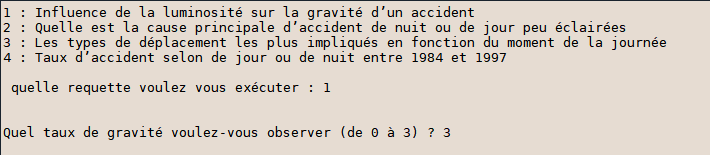 1 : Influence de la luminosité sur la gravité d’un accident
2 : Quelle est la cause principale d’accident de nuit ou de jour peu éclairées
3 : Les types de déplacement les plus impliqués en fonction du moment de la journée
4 : Taux d’accident selon de jour ou de nuit entre 1984 et 1997
quelle requette voulez vous exécuter : 1
Quel taux de gravité voulez-vous observer (de 0 à 3) ? 3